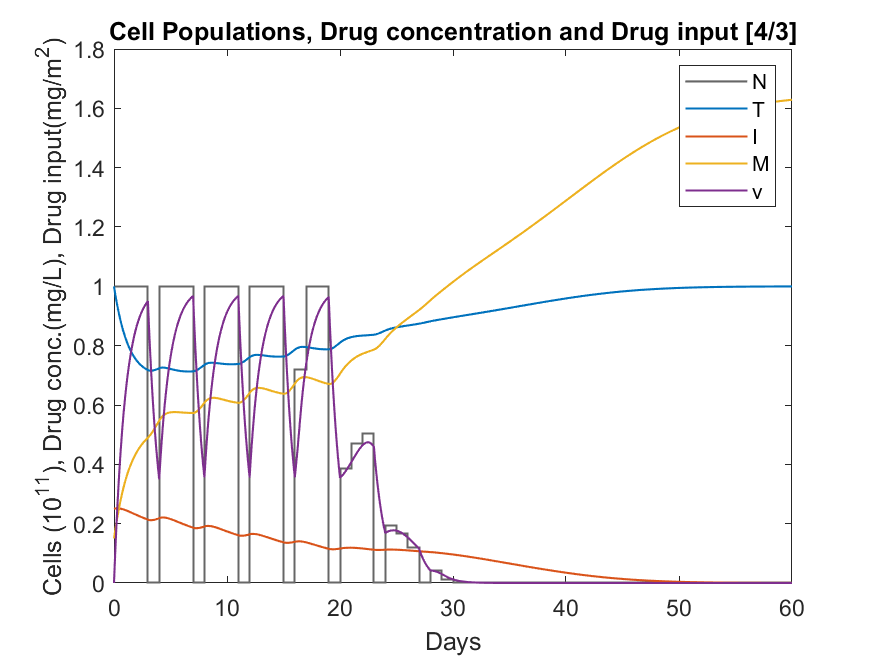 Cell Populations, Drug concentration and Drug input [4/3]
Cells (10^11), Drug conc.(mg/L), Drug input(mg/m^2)
1.8
1.6
1.4
1.2
1
0.8
0.6
0.4
0.2
0
N
T
I
M
v
0 10 20 30 40 50 60
Days